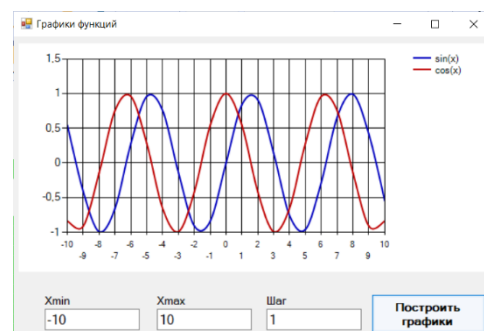 Графики функций
1.5
1
0.5
0
-0.5
-1
-10 -8 -6 -4 -2 0 2 4 6 8 10
-9 -7 -5 -3 -1 1 3 5 7 9
sin(x)
cos(x)
Xmin Xmax Шаг
-10 10 1
Построить
графики